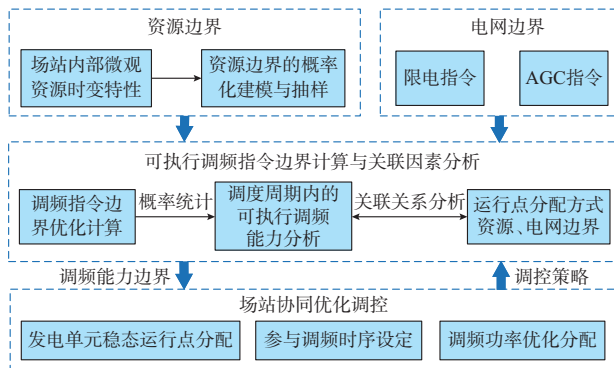 资源边界
电网边界
场站内部微观
资源时变特性
资源边界的概率
化建模与抽样
限电指令
AGC指令
可执行调频指令边界计算与关联因素分析
调频指令边
界优化计算
概率统计
调度周期内的
可执行调频
能力分析
关联关系分析
运行点分配方式
资源、电网边界
调频能力边界
调控策略
场站协同优化调控
发电单元稳态运行点分配
参与调频时序设定
调频功率优化分配